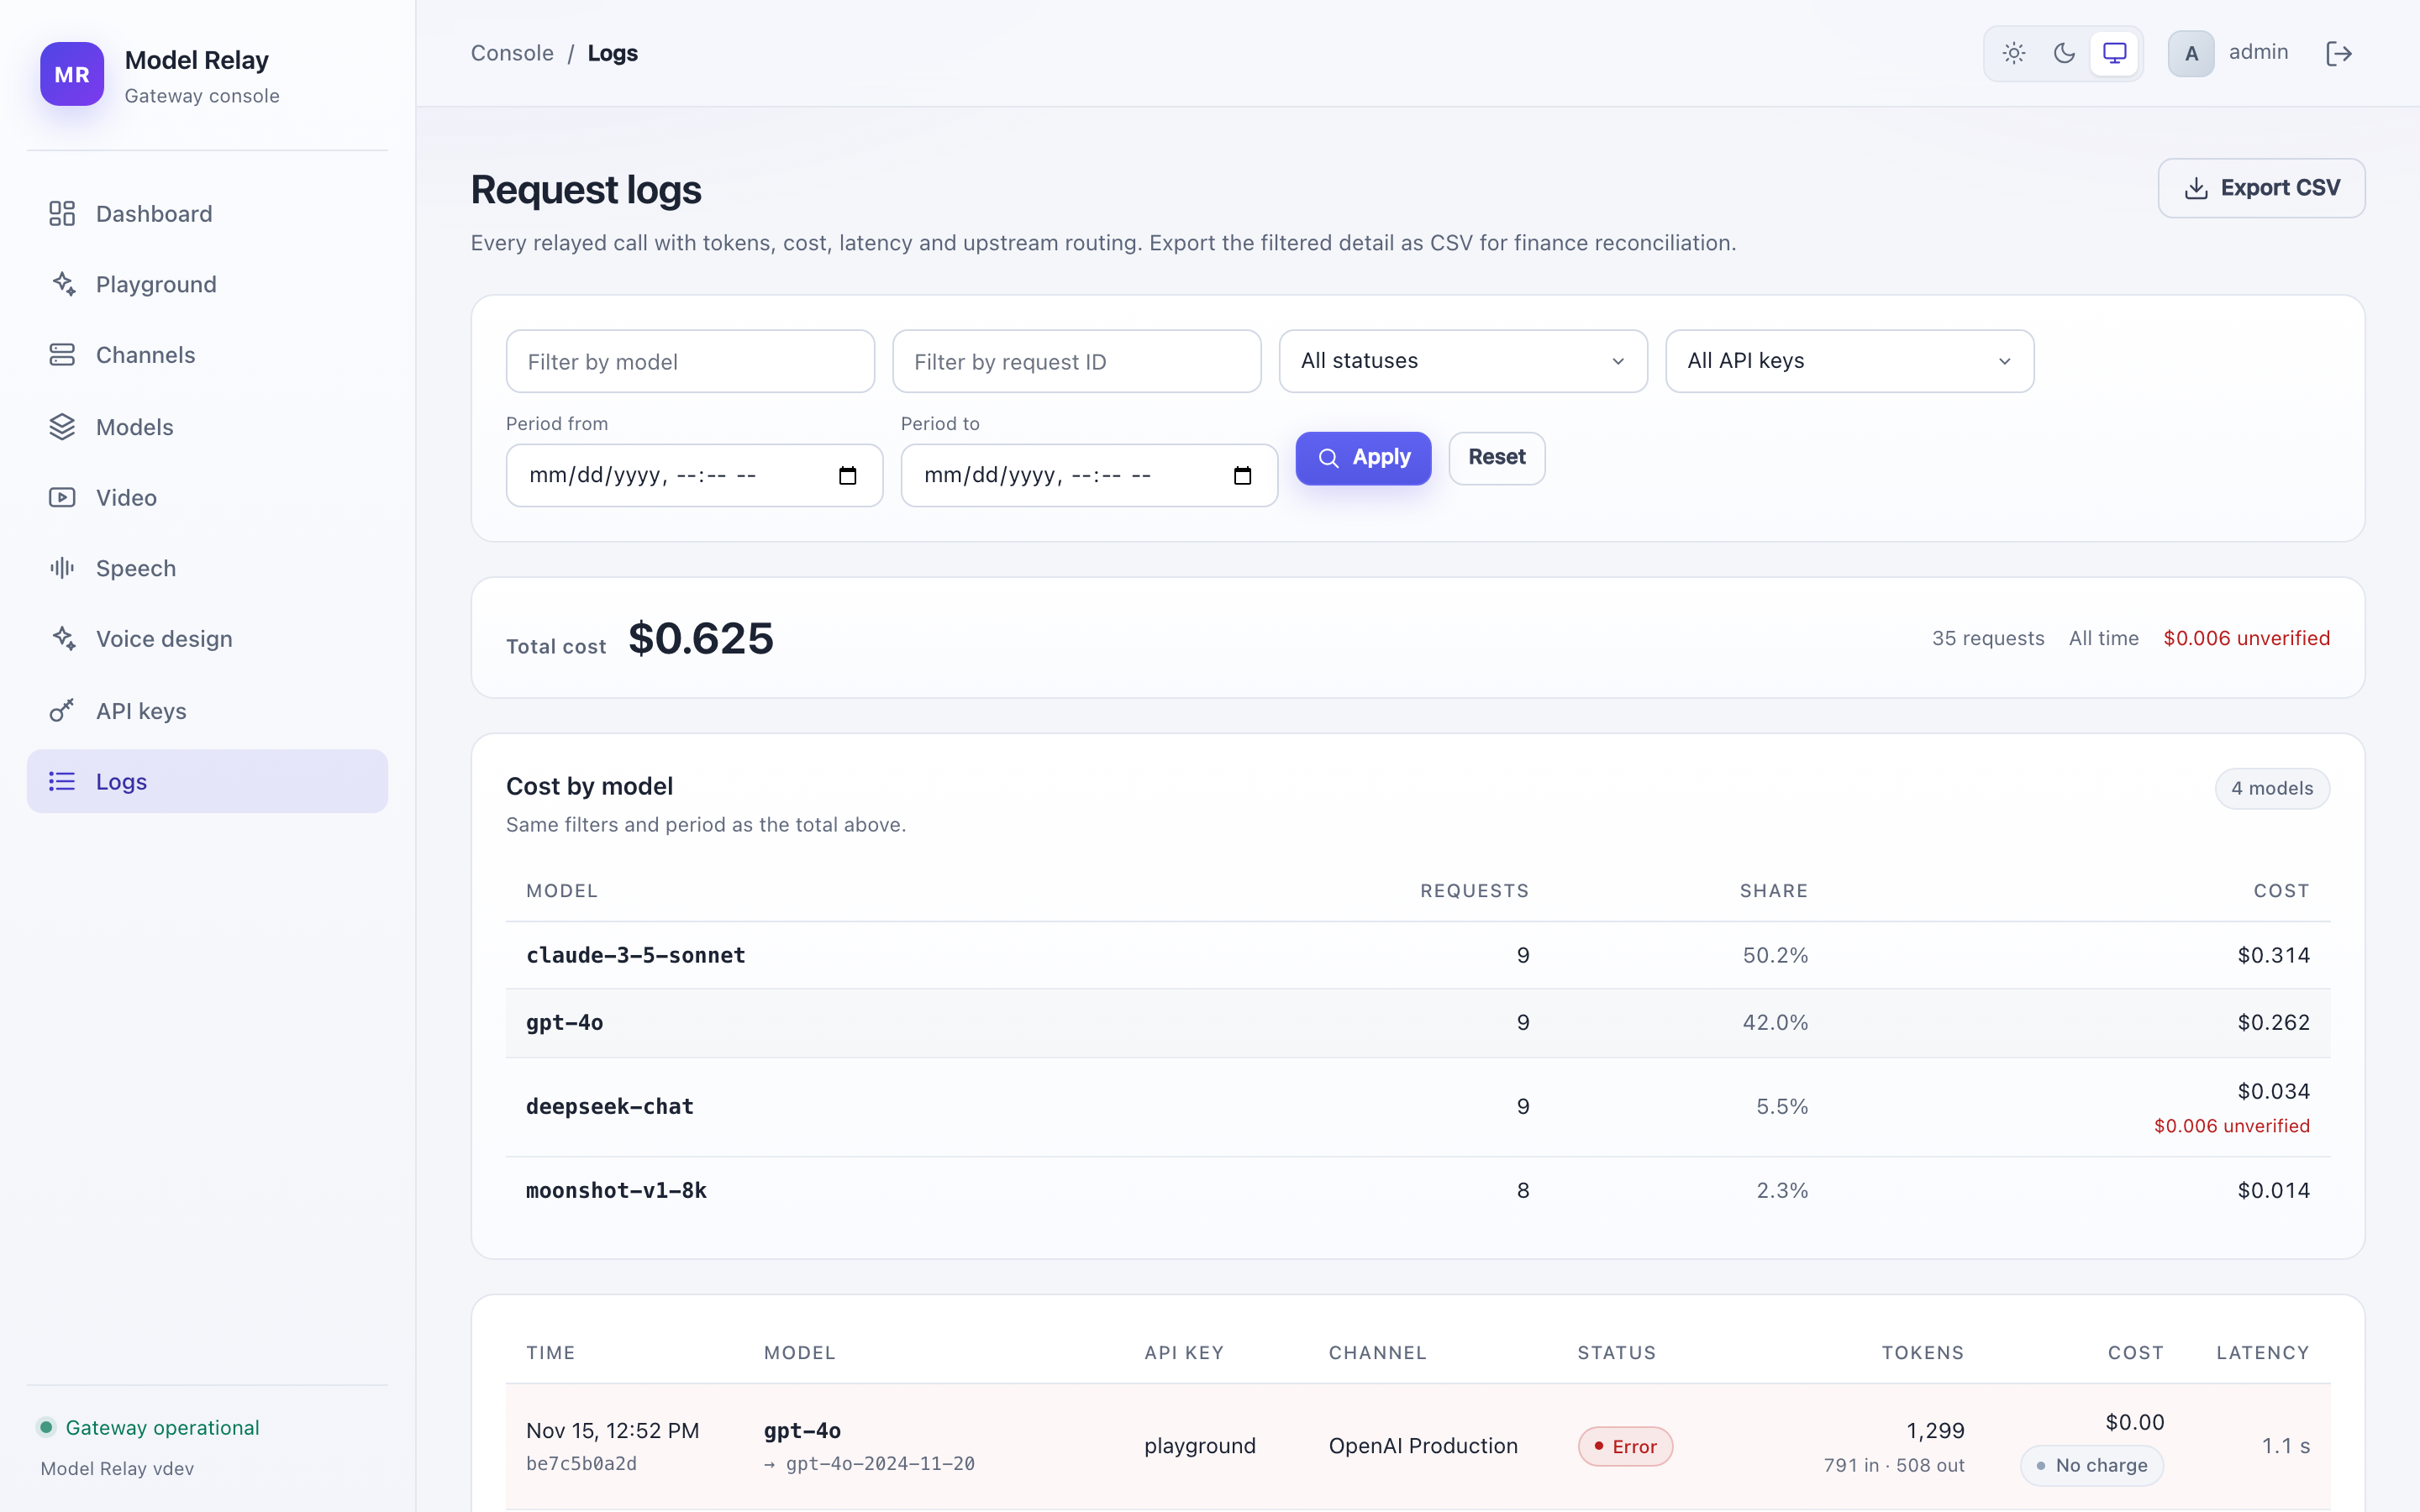 MR
Model Relay
Gateway console
Dashboard
Playground
Channels
Models
Video
Speech
Voice design
API keys
Logs
Gateway operational
Model Relay vdev
Console / Logs
A admin
Request logs
Export CSV
Every relayed call with tokens, cost, latency and upstream routing. Export the filtered detail as CSV for finance reconciliation.
Filter by model Filter by request ID All statuses All API keys
Period from Period to
mm/dd/yyyy, --:-- -- mm/dd/yyyy, --:-- -- Apply Reset
Total cost $0.625 35 requests All time $0.006 unverified
Cost by model 4 models
Same filters and period as the total above.
MODEL REQUESTS SHARE COST
claude-3-5-sonnet 9 50.2% $0.314
gpt-4o 9 42.0% $0.262
deepseek-chat 9 5.5% $0.034
$0.006 unverified
moonshot-v1-8k 8 2.3% $0.014
TIME MODEL API KEY CHANNEL STATUS TOKENS COST LATENCY
Nov 15, 12:52 PM gpt-4o playground OpenAI Production Error 1,299 $0.00 1.1 s
be7c5b0a2d → gpt-4o-2024-11-20 791 in · 508 out No charge